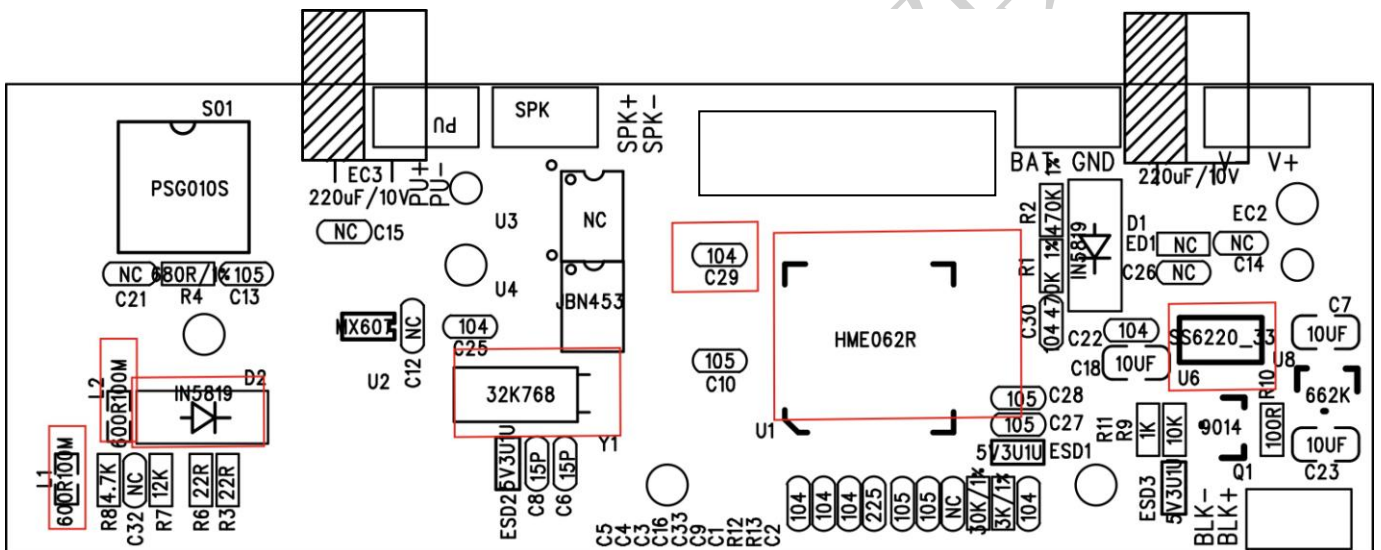 S01
PSG010S
NC
C21
680R/1%
R4
105
C13
EC3
220uF/10V
PU
PU+
PU-
SPK
SPK+
SPK-
NC
C15
U3
NC
U4
JBN453
MX607
U2
NC
C12
104
C25
32K768
Y1
104
C29
105
C10
HME062R
U1
BAT
GND
220uF/10V
V-
V+
EC2
R2
470K 1%
R1
470K 1%
C30
104
D1
IN5819
ED1
NC
NC
C14
C26
NC
C22
104
C18
10UF
SS6220_33
U6
C7
10UF
U8
662K
10UF
C23
R10
100R
R11
R9
1K
10K
9014
Q1
ESD3
5V3U1U
BLK-
BLK+
105
C28
105
C27
5V3U1U
ESD1
L2
600R100M
IN5819
D2
L1
600R100M
R8
4.7K
C32
NC
R7
12K
R6
22R
R3
22R
ESD2
5V3U1U
C8
15P
C6
15P
C5
C4
C3
C16
C33
C9
C1
R12
R13
C2
104
104
104
225
105
105
NC
30K/1%
3K/1%
104